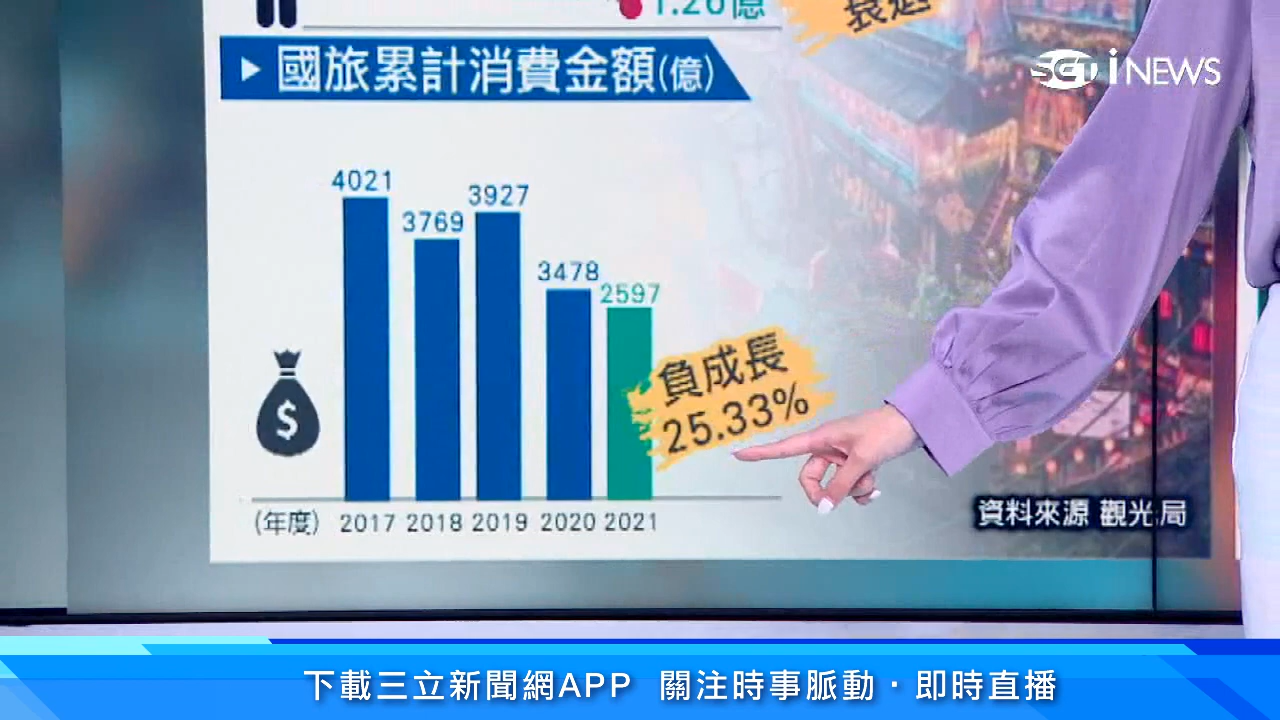 1.26億
衰退
國旅累計消費金額(億)
SET iNEWS
4021
3769
3927
3478
2597
負成長
25.33%
$
(年度) 2017 2018 2019 2020 2021
資料來源 觀光局
下載三立新聞網APP 關注時事脈動・即時直播